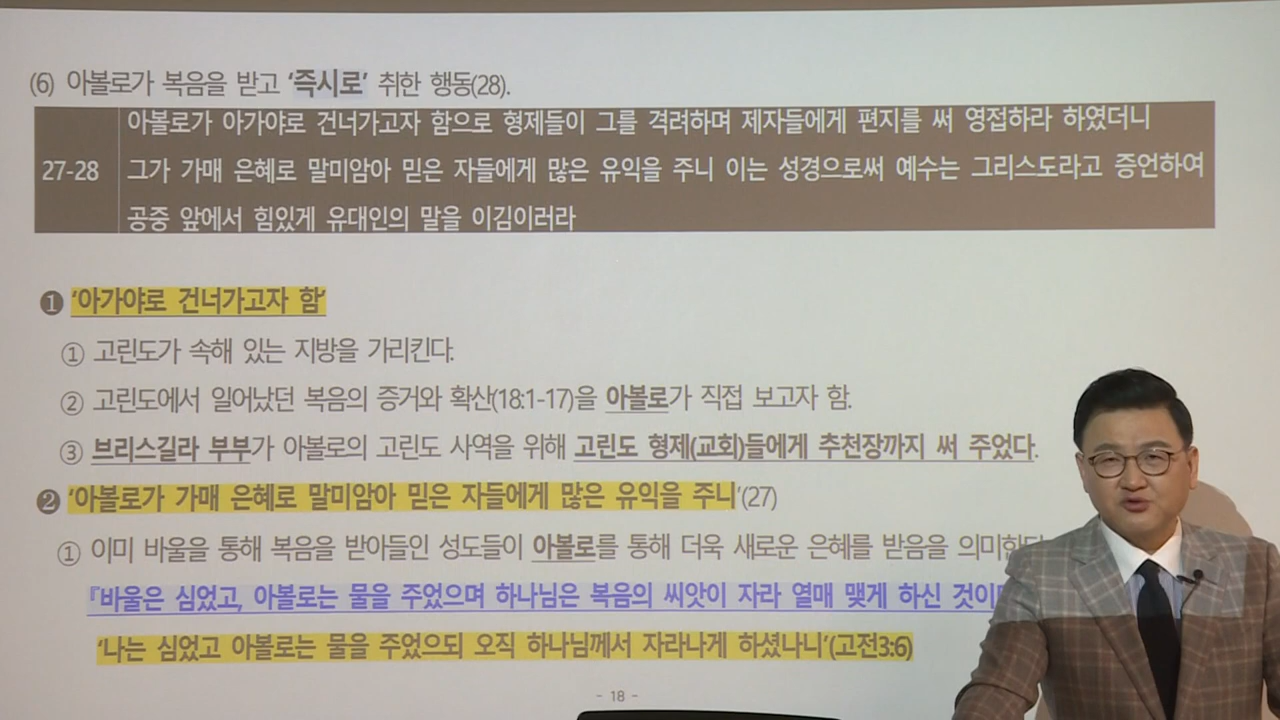 (6) 아볼로가 복음을 받고 '즉시로' 취한 행동(28).
아볼로가 아가야로 건너가고자 함으로 형제들이 그를 격려하며 제자들에게 편지를 써 영접하라 하였더니
27-28 그가 가매 은혜로 말미암아 믿은 자들에게 많은 유익을 주니 이는 성경으로써 예수는 그리스도라고 증언하여
공중 앞에서 힘있게 유대인의 말을 이김이러라
❶ '아가야로 건너가고자 함'
① 고린도가 속해 있는 지방을 가리킨다.
② 고린도에서 일어났던 복음의 증거와 확산(18:1-17)을 아볼로가 직접 보고자 함.
③ 브리스길라 부부가 아볼로의 고린도 사역을 위해 고린도 형제(교회)들에게 추천장까지 써 주었다.
❷ '아볼로가 가매 은혜로 말미암아 믿은 자들에게 많은 유익을 주니'(27)
① 이미 바울을 통해 복음을 받아들인 성도들이 아볼로를 통해 더욱 새로운 은혜를 받음을 의미한다
『바울은 심었고, 아볼로는 물을 주었으며 하나님은 복음의 씨앗이 자라 열매 맺게 하신 것이
'나는 심었고 아볼로는 물을 주었으되 오직 하나님께서 자라나게 하셨나니'(고전3:6)
- 18 -